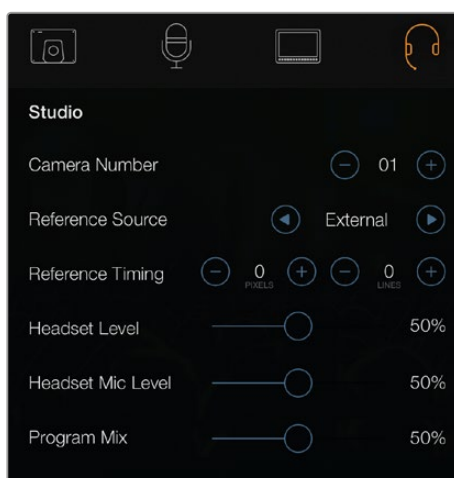 Studio
Camera Number 01
Reference Source External
Reference Timing 0 PIXELS 0 LINES
Headset Level 50%
Headset Mic Level 50%
Program Mix 50%